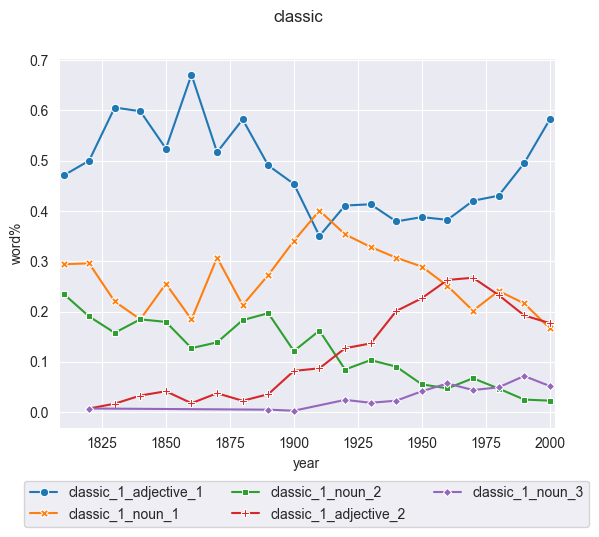 classic
0.7
0.6
0.5
0.4
0.3
0.2
0.1
0.0
word%
1825 1850 1875 1900 1925 1950 1975 2000
year
classic_1_adjective_1 classic_1_noun_2 classic_1_noun_3
classic_1_noun_1 classic_1_adjective_2